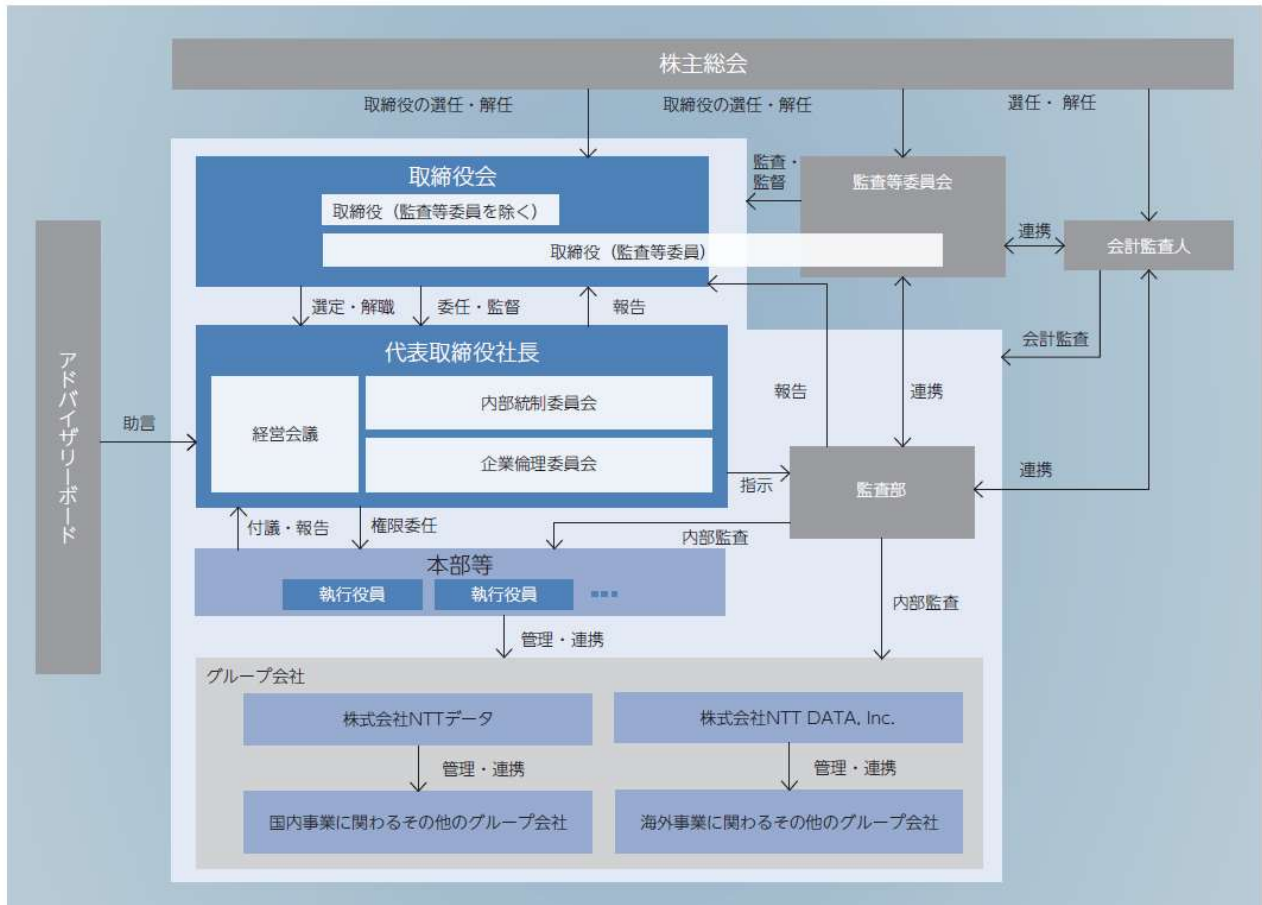 株主総会
取締役の選任・解任
取締役の選任・解任
選任・ 解任
取締役会
取締役（監査等委員を除く）
取締役（監査等委員）
監査・
監督
監査等委員会
連携
会計監査人
選定・解職
委任・監督
報告
会計監査
代表取締役社長
経営会議
内部統制委員会
企業倫理委員会
アドバイザリーボード
助言
報告
連携
指示
監査部
連携
付議・報告
権限委任
内部監査
本部等
執行役員
執行役員
内部監査
管理・連携
グループ会社
株式会社NTTデータ
株式会社NTT DATA, Inc.
管理・連携
管理・連携
国内事業に関わるその他のグループ会社
海外事業に関わるその他のグループ会社